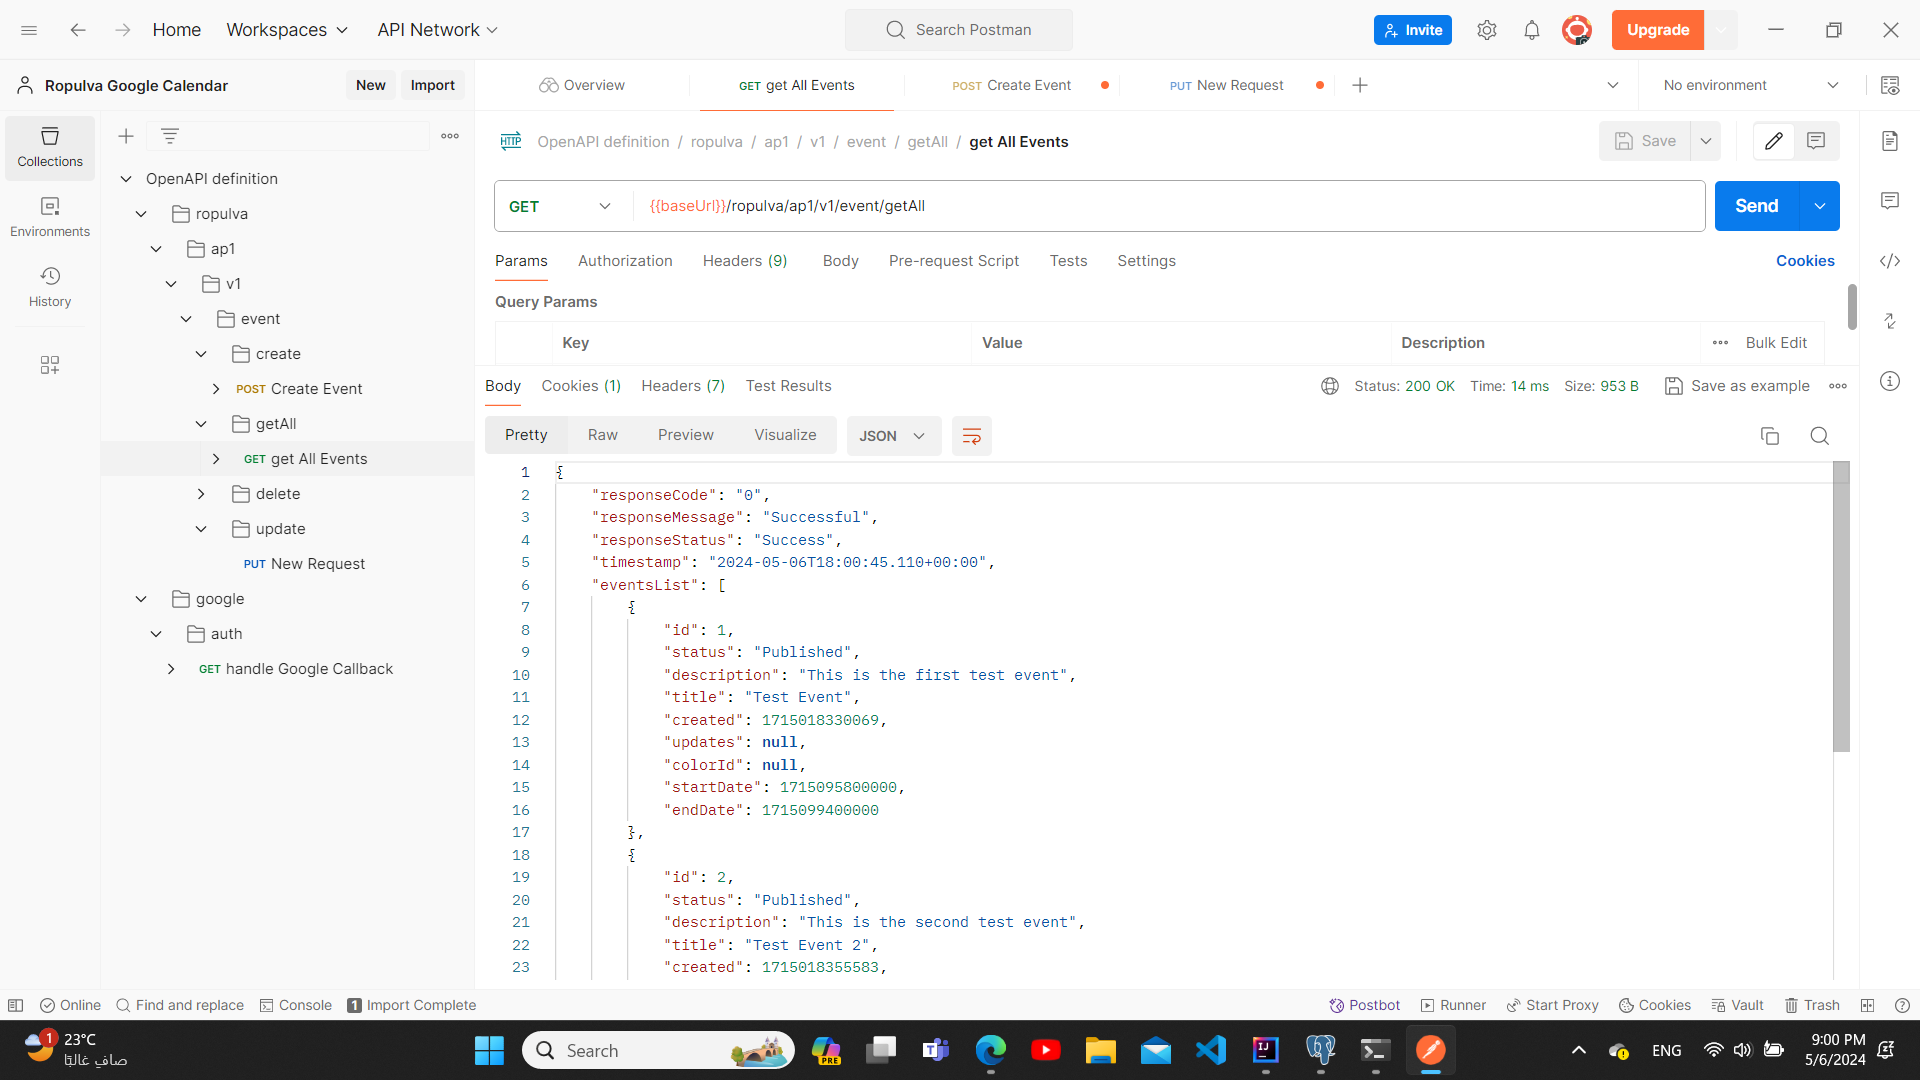 Home
Workspaces
API Network
Search Postman
Invite
Upgrade
Ropulva Google Calendar
New
Import
Overview
GET get All Events
POST Create Event
PUT New Request
No environment
Collections
Environments
History
OpenAPI definition
ropulva
ap1
v1
event
create
POST Create Event
getAll
GET get All Events
delete
update
PUT New Request
google
auth
GET handle Google Callback
HTTP OpenAPI definition / ropulva / ap1 / v1 / event / getAll / get All Events
Save
GET
{{baseUrl}}/ropulva/ap1/v1/event/getAll
Send
Params Authorization Headers (9) Body Pre-request Script Tests Settings
Cookies
Query Params
Key Value Description
Bulk Edit
Body Cookies (1) Headers (7) Test Results
Status: 200 OK Time: 14 ms Size: 953 B
Save as example
Pretty Raw Preview Visualize
JSON
1 {
2 "responseCode": "0",
3 "responseMessage": "Successful",
4 "responseStatus": "Success",
5 "timestamp": "2024-05-06T18:00:45.110+00:00",
6 "eventsList": [
7 {
8 "id": 1,
9 "status": "Published",
10 "description": "This is the first test event",
11 "title": "Test Event",
12 "created": 1715018330069,
13 "updates": null,
14 "colorId": null,
15 "startDate": 1715095800000,
16 "endDate": 1715099400000
17 },
18 {
19 "id": 2,
20 "status": "Published",
21 "description": "This is the second test event",
22 "title": "Test Event 2",
23 "created": 1715018355583,
Online
Find and replace
Console
1 Import Complete
Postbot
Runner
Start Proxy
Cookies
Vault
Trash
1
23°C
صافٍ غالبًا
Search
PRE
ENG
9:00 PM
5/6/2024